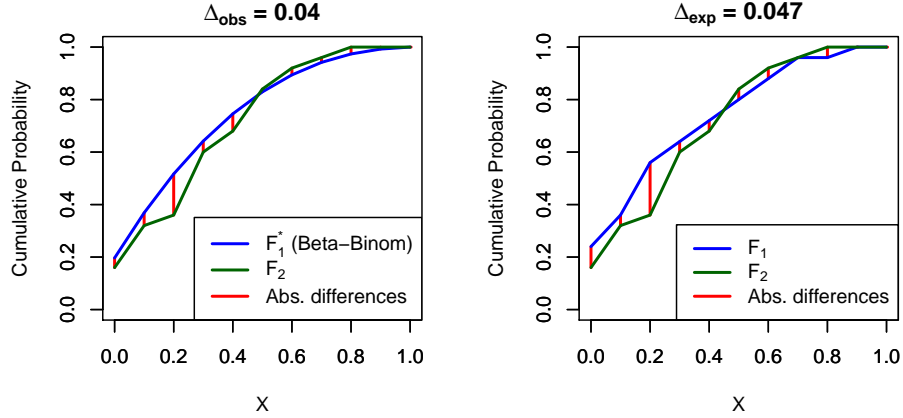 Δobs = 0.04
Cumulative Probability
1.0
0.8
0.6
0.4
0.2
0.0
F1* (Beta−Binom)
F2
Abs. differences
0.0 0.2 0.4 0.6 0.8 1.0
X
Δexp = 0.047
Cumulative Probability
1.0
0.8
0.6
0.4
0.2
0.0
F1
F2
Abs. differences
0.0 0.2 0.4 0.6 0.8 1.0
X